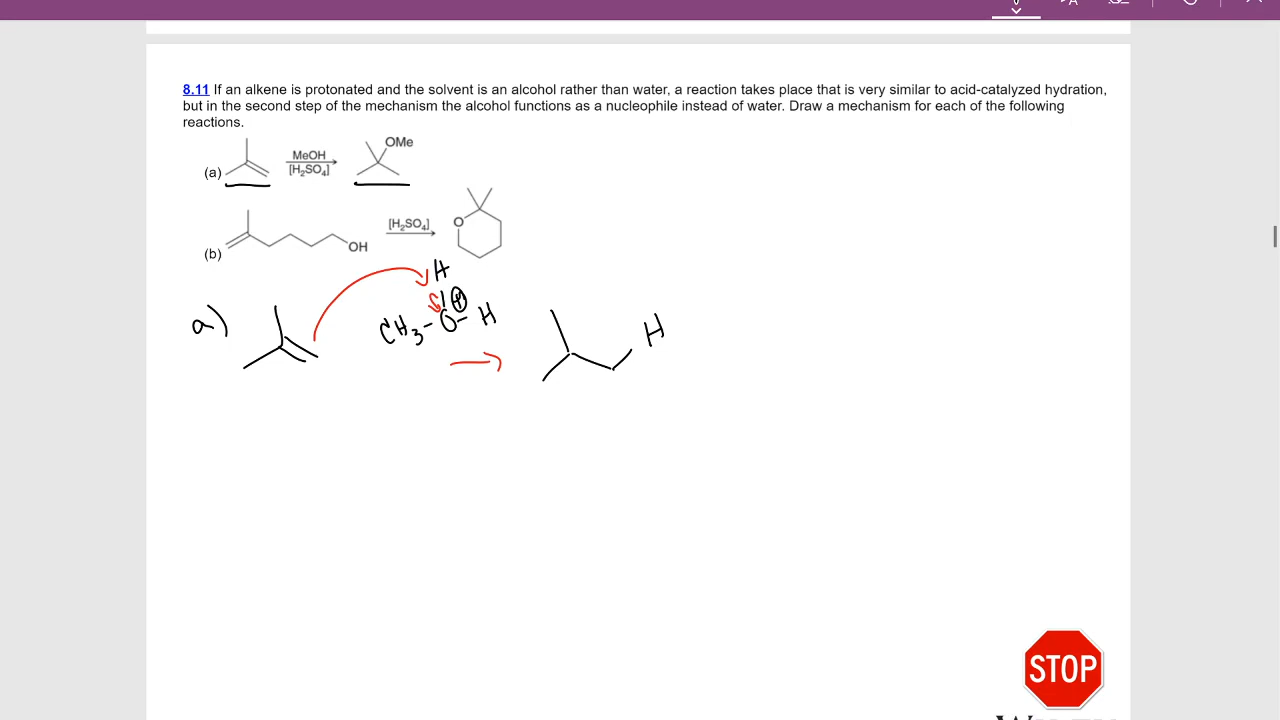 8.11 If an alkene is protonated and the solvent is an alcohol rather than water, a reaction takes place that is very similar to acid-catalyzed hydration,
but in the second step of the mechanism the alcohol functions as a nucleophile instead of water. Draw a mechanism for each of the following
reactions.
OMe
MeOH
(a) [H₂SO₄]
[H₂SO₄] O
OH
(b)
H
a) CH₃-O-H ⊕ H
STOP